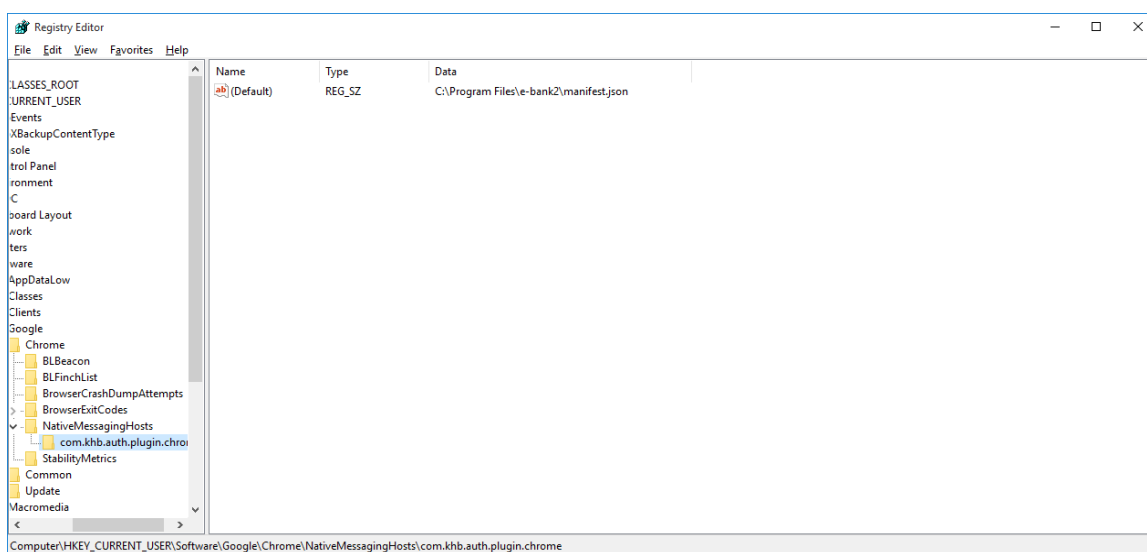 Registry Editor
File Edit View Favorites Help
Name Type Data
(Default) REG_SZ C:\Program Files\e-bank2\manifest.json
CLASSES_ROOT
CURRENT_USER
Events
XBackupContentType
sole
trol Panel
ronment
C
board Layout
work
ters
ware
AppDataLow
Classes
Clients
Google
Chrome
BLBeacon
BLFinchList
BrowserCrashDumpAttempts
BrowserExitCodes
NativeMessagingHosts
com.khb.auth.plugin.chro
StabilityMetrics
Common
Update
Macromedia
Computer\HKEY_CURRENT_USER\Software\Google\Chrome\NativeMessagingHosts\com.khb.auth.plugin.chrome